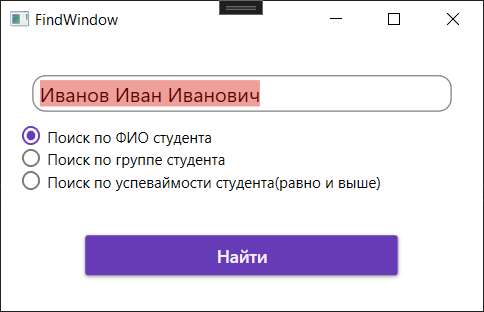 FindWindow
Иванов Иван Иванович
Поиск по ФИО студента
Поиск по группе студента
Поиск по успеваймости студента(равно и выше)
Найти